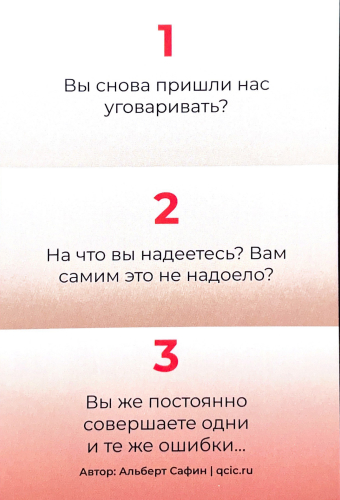 1
Вы снова пришли нас
уговаривать?
2
На что вы надеетесь? Вам
самим это не надоело?
3
Вы же постоянно
совершаете одни
и те же ошибки...
Автор: Альберт Сафин | qcic.ru